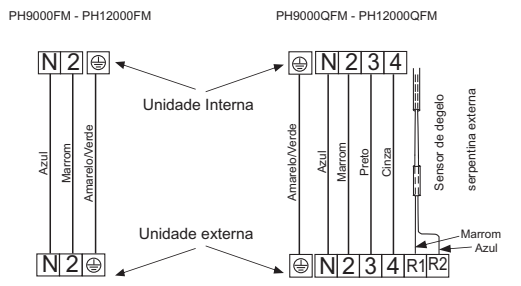 PH9000FM - PH12000FM
PH9000QFM - PH12000QFM
N 2
N 2 3 4
Unidade Interna
Azul
Marrom
Amarelo/Verde
Amarelo/Verde
Azul
Marrom
Preto
Cinza
Sensor de degelo
serpentina externa
Unidade externa
Marrom
Azul
N 2
N 2 3 4 R1 R2